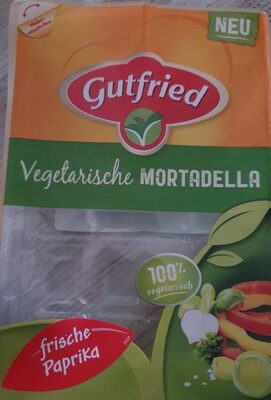 NEU
Gutfried
Vegetarische MORTADELLA
100%
vegetarisch
frische
Paprika